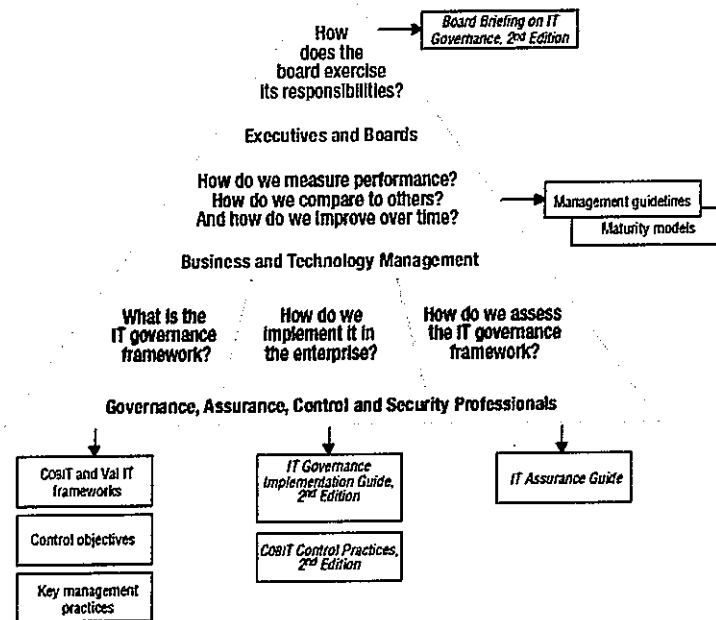 How
does the
board exercise
its responsibilities?
Board Briefing on IT
Governance, 2nd Edition
Executives and Boards
How do we measure performance?
How do we compare to others?
And how do we improve over time?
Management guidelines
Maturity models
Business and Technology Management
What is the
IT governance
framework?
How do we
implement it in
the enterprise?
How do we assess
the IT governance
framework?
Governance, Assurance, Control and Security Professionals
COBIT and Val IT
frameworks
Control objectives
Key management
practices
IT Governance
Implementation Guide,
2nd Edition
COBIT Control Practices,
2nd Edition
IT Assurance Guide